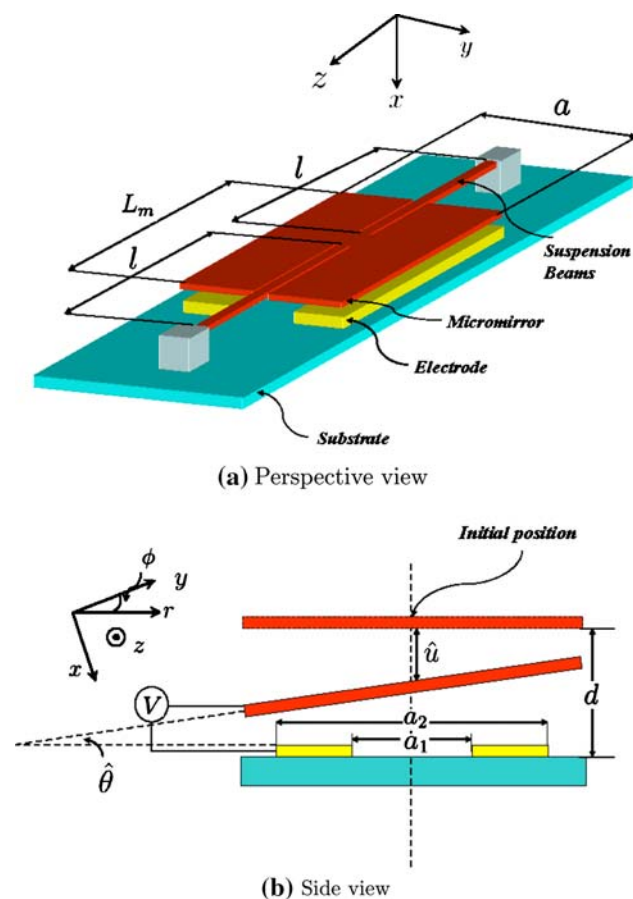 z
y
x
a
l
L_m
l
Suspension
Beams
Micromirror
Electrode
Substrate
(a) Perspective view
Initial position
ϕ
y
r
z
x
û
d
V
a_2
a_1
θ̂
(b) Side view